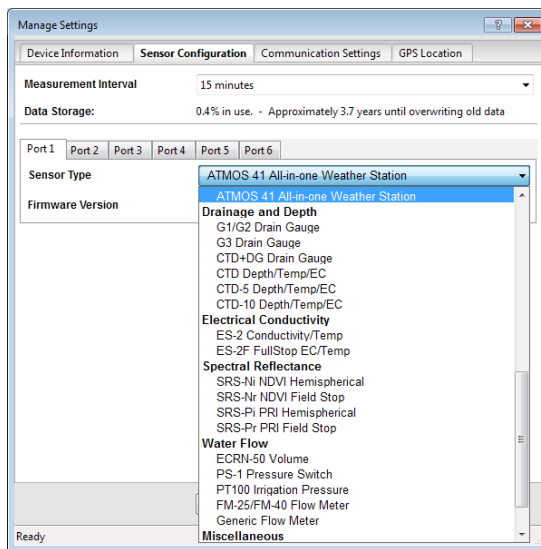 Manage Settings
Device Information Sensor Configuration Communication Settings GPS Location
Measurement Interval 15 minutes
Data Storage: 0.4% in use. - Approximately 3.7 years until overwriting old data
Port 1 Port 2 Port 3 Port 4 Port 5 Port 6
Sensor Type ATMOS 41 All-in-one Weather Station
ATMOS 41 All-in-one Weather Station
Firmware Version
Drainage and Depth
G1/G2 Drain Gauge
G3 Drain Gauge
CTD+DG Drain Gauge
CTD Depth/Temp/EC
CTD-5 Depth/Temp/EC
CTD-10 Depth/Temp/EC
Electrical Conductivity
ES-2 Conductivity/Temp
ES-2F FullStop EC/Temp
Spectral Reflectance
SRS-Ni NDVI Hemispherical
SRS-Nr NDVI Field Stop
SRS-Pi PRI Hemispherical
SRS-Pr PRI Field Stop
Water Flow
ECRN-50 Volume
PS-1 Pressure Switch
PT100 Irrigation Pressure
FM-25/FM-40 Flow Meter
Generic Flow Meter
Miscellaneous
Ready